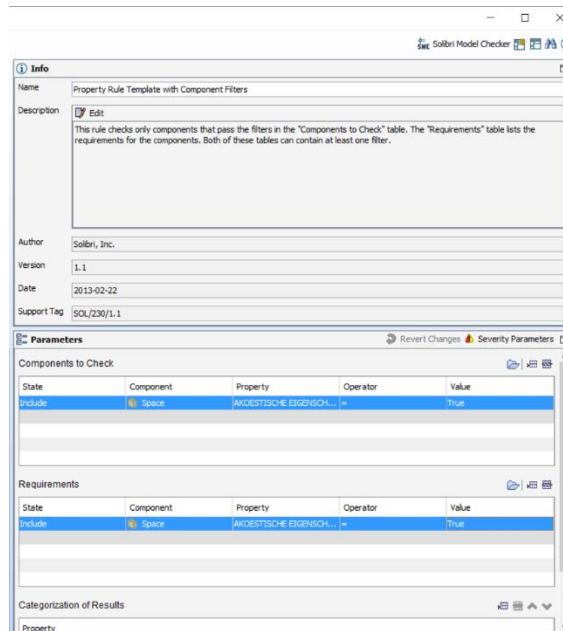 SMC Solibri Model Checker
Info
Name Property Rule Template with Component Filters
Description Edit
This rule checks only components that pass the filters in the "Components to Check" table. The "Requirements" table lists the
requirements for the components. Both of these tables can contain at least one filter.
Author Solibri, Inc.
Version 1.1
Date 2013-02-22
Support Tag SOL/230/1.1
Parameters Revert Changes Severity Parameters
Components to Check
State Component Property Operator Value
Include Space AKOESTISCHE EIGENSCH... = True
Requirements
State Component Property Operator Value
Include Space AKOESTISCHE EIGENSCH... = True
Categorization of Results
Property